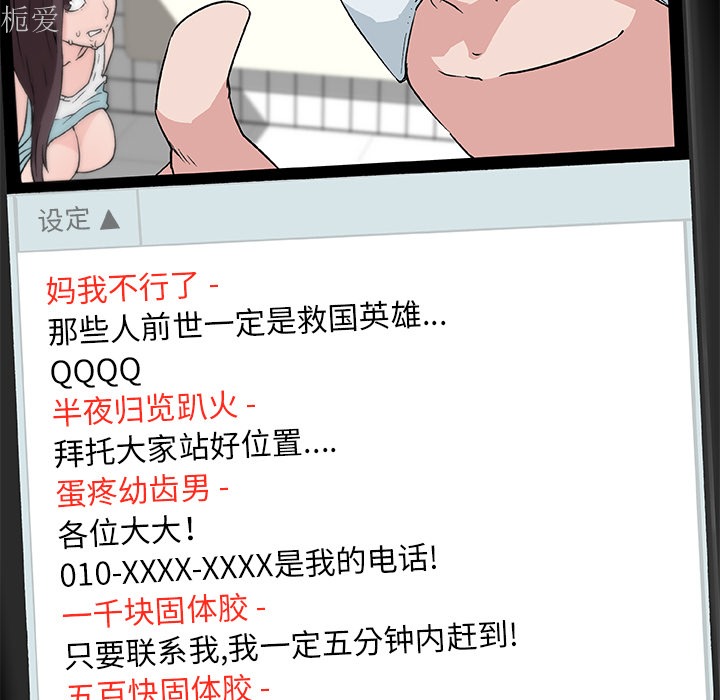 栀爱
设定 ▲
妈我不行了 -
那些人前世一定是救国英雄...
QQQQ
半夜归览趴火 -
拜托大家站好位置....
蛋疼幼齿男 -
各位大大!
010-XXXX-XXXX是我的电话!
一千块固体胶 -
只要联系我,我一定五分钟内赶到!
五百快固体胶 -